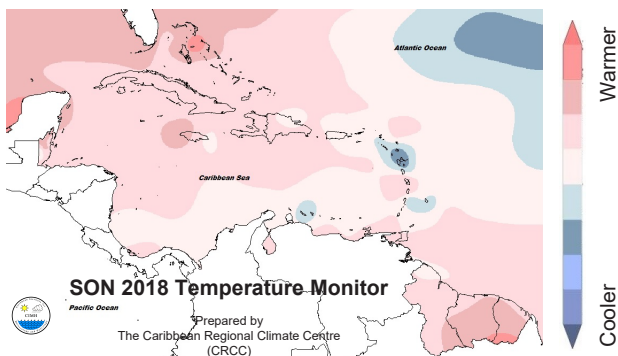 Atlantic Ocean
Caribbean Sea
SON 2018 Temperature Monitor
Pacific Ocean
Prepared by
The Caribbean Regional Climate Centre
(CRCC)
CIMH
Warmer
Cooler